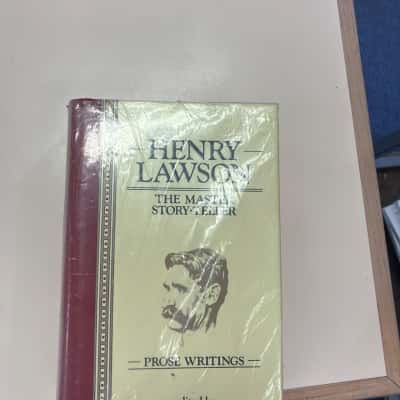 HENRY
LAWSON
THE MASTER
STORY-TELLER
PROSE WRITINGS